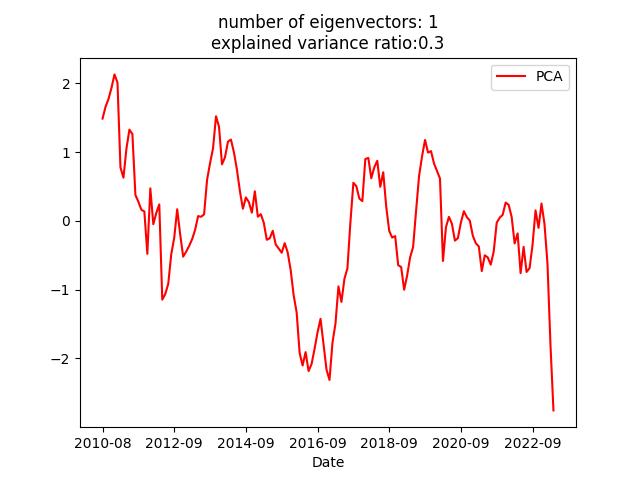 number of eigenvectors: 1
explained variance ratio:0.3
PCA
2
1
0
−1
−2
2010-08 2012-09 2014-09 2016-09 2018-09 2020-09 2022-09
Date